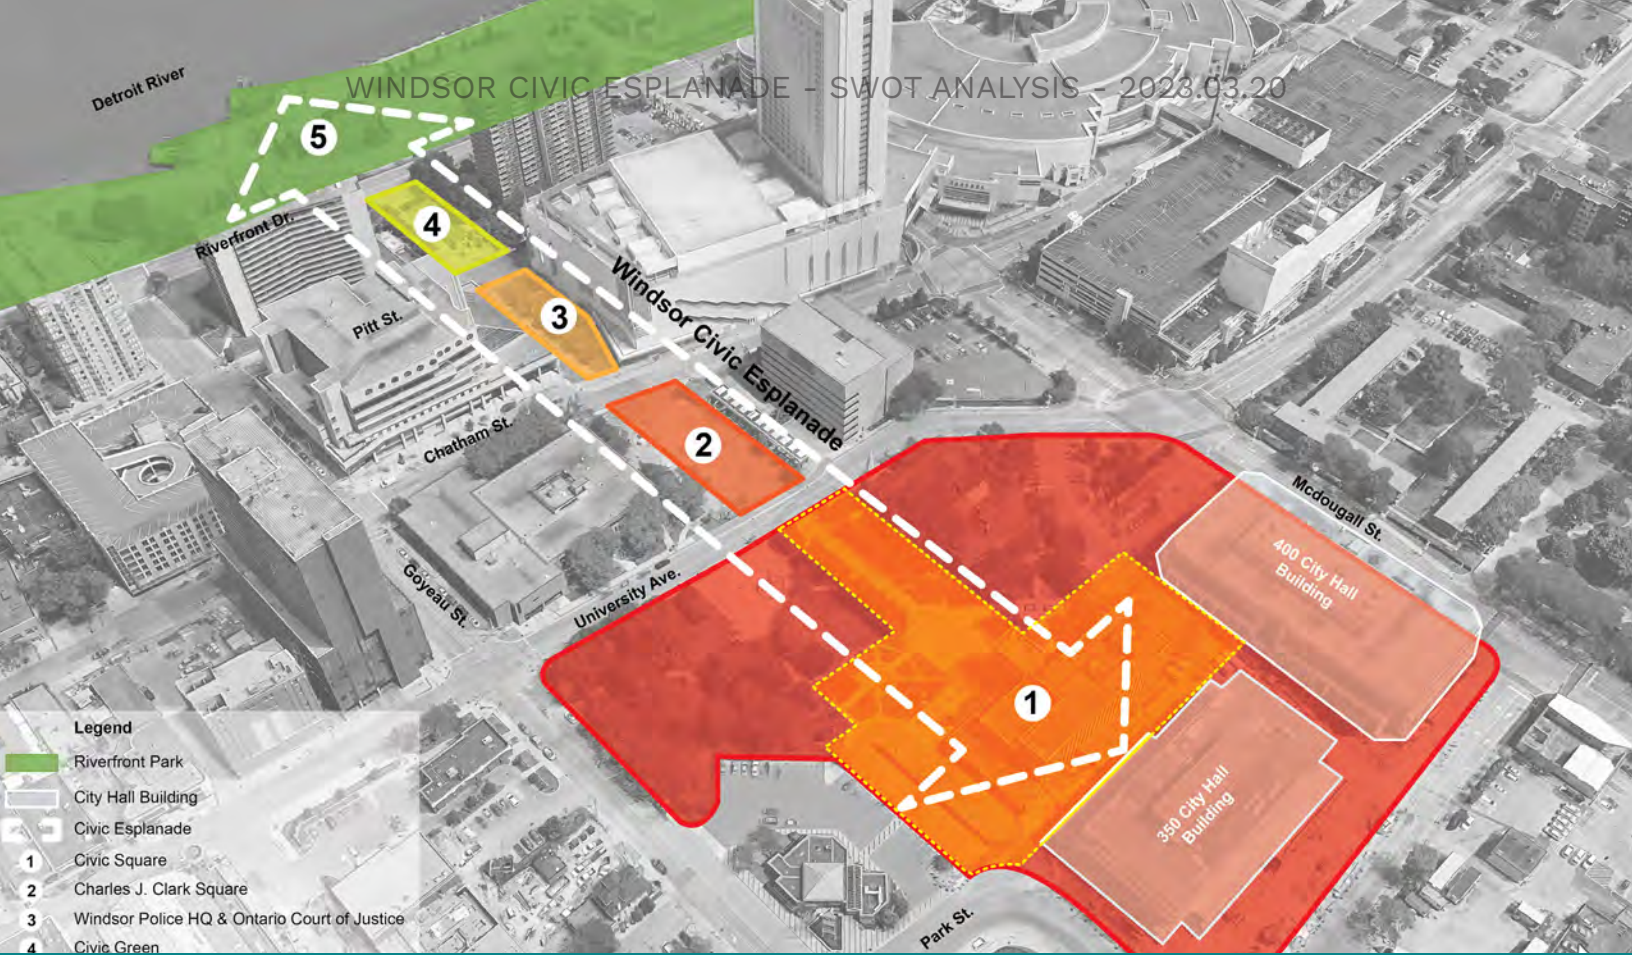 WINDSOR CIVIC ESPLANADE - SWOT ANALYSIS - 2023.03.20
Detroit River
5
4
Riverfront Dr.
3
Windsor Civic Esplanade
Pitt St.
2
Chatham St.
Mcdougall St.
400 City Hall
Building
Goyeau St.
University Ave.
1
350 City Hall
Building
Park St.
Legend
Riverfront Park
City Hall Building
Civic Esplanade
1 Civic Square
2 Charles J. Clark Square
3 Windsor Police HQ & Ontario Court of Justice
4 Civic Green